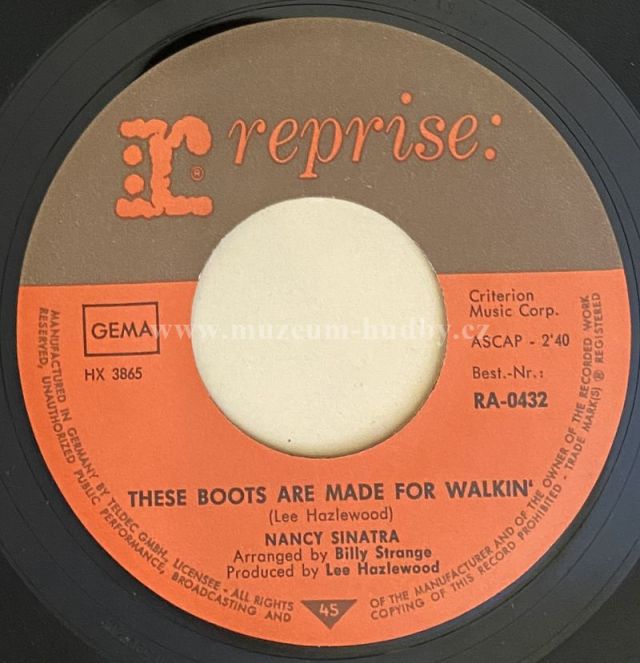 r® reprise:
GEMA
HX 3865
Criterion
Music Corp.
ASCAP - 2'40
Best.-Nr.:
RA-0432
www.muzeum-hudby.cz
THESE BOOTS ARE MADE FOR WALKIN'
(Lee Hazlewood)
NANCY SINATRA
Arranged by Billy Strange
Produced by Lee Hazlewood
45
MANUFACTURED IN GERMANY BY TELDEC GMBH, LICENSEE - ALL RIGHTS
RESERVED, UNAUTHORIZED PUBLIC PERFORMANCE, BROADCASTING AND
OF THE MANUFACTURER AND OF THE OWNER OF THE RECORDED WORK
COPYING OF THIS RECORD PROHIBITED - TRADE MARK(S) ® REGISTERED